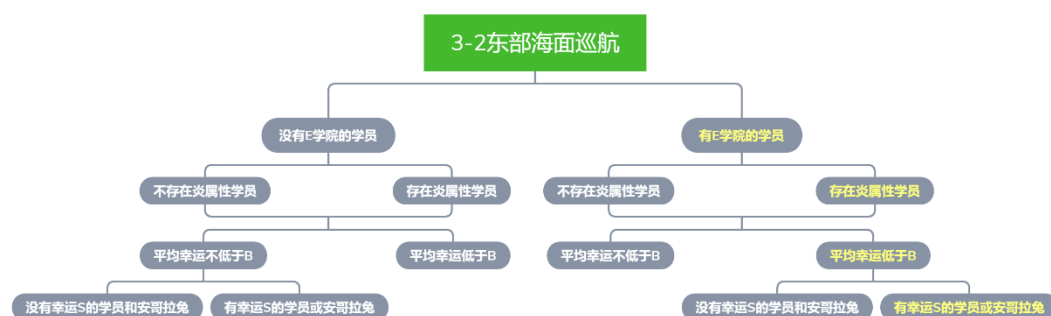 3-2东部海面巡航
没有E学院的学员
有E学院的学员
不存在炎属性学员
存在炎属性学员
不存在炎属性学员
存在炎属性学员
平均幸运不低于B
平均幸运低于B
平均幸运不低于B
平均幸运低于B
没有幸运S的学员和安哥拉兔
有幸运S的学员或安哥拉兔
没有幸运S的学员和安哥拉兔
有幸运S的学员或安哥拉兔